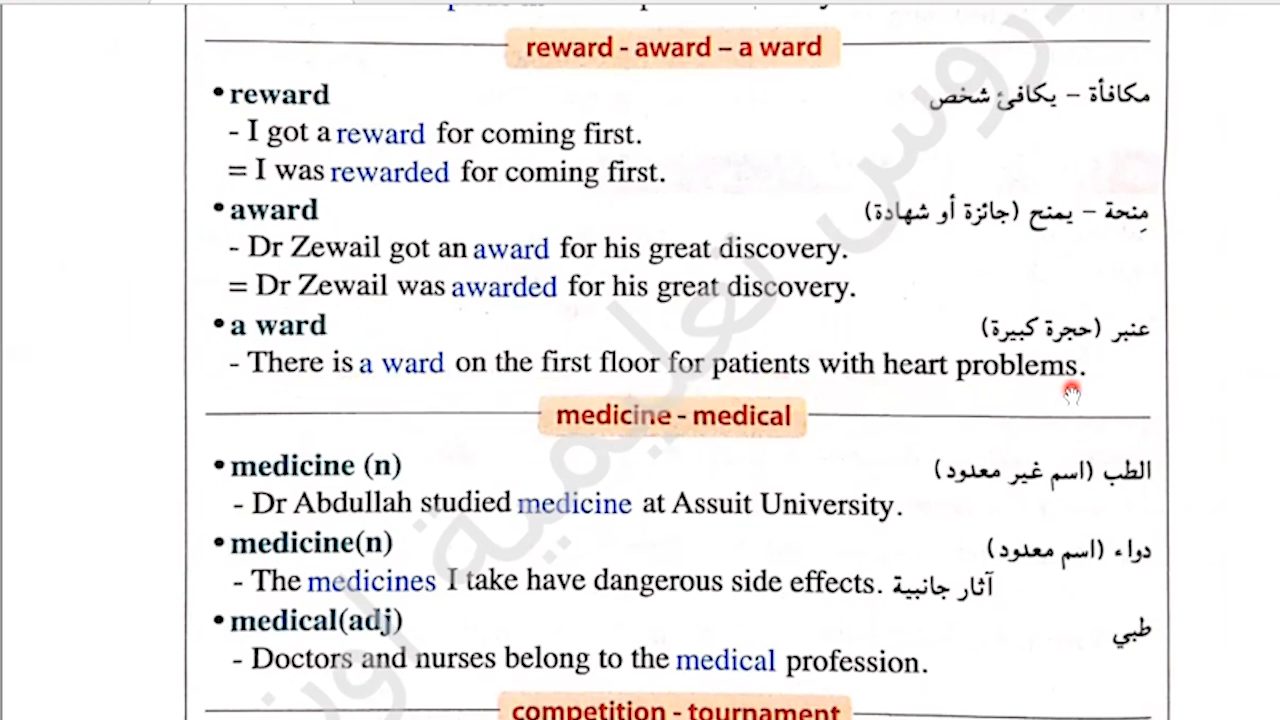 reward - award – a ward
• reward مكافأة – يكافئ شخص
- I got a reward for coming first.
= I was rewarded for coming first.
• award مِنحة – يمنح (جائزة أو شهادة)
- Dr Zewail got an award for his great discovery.
= Dr Zewail was awarded for his great discovery.
• a ward عنبر (حجرة كبيرة)
- There is a ward on the first floor for patients with heart problems.
medicine - medical
• medicine (n) الطب (اسم غير معدود)
- Dr Abdullah studied medicine at Assuit University.
• medicine(n) دواء (اسم معدود)
- The medicines I take have dangerous side effects. آثار جانبية
• medical(adj) طبي
- Doctors and nurses belong to the medical profession.
competition - tournament
دروس تعليمية اون